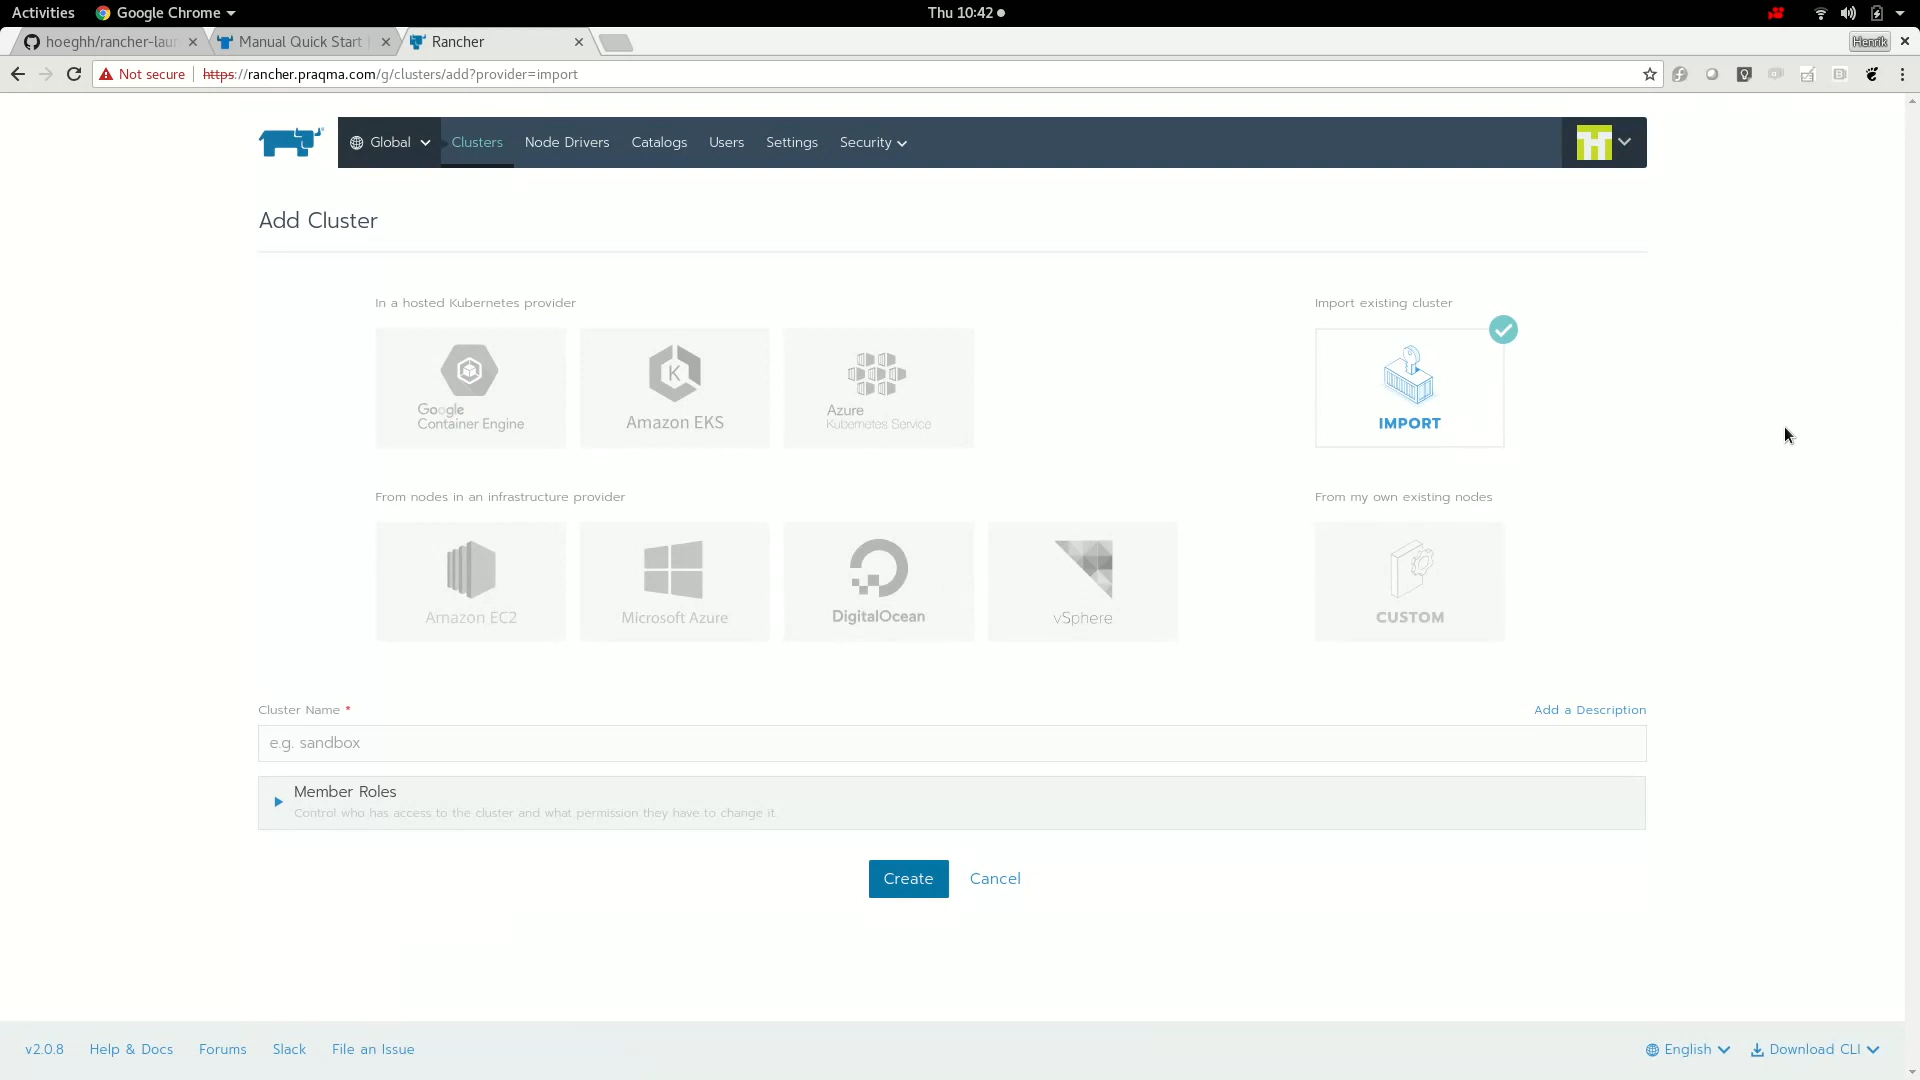 Activities Google Chrome Thu 10:42
hoeghh/rancher-laun Manual Quick Start Rancher Henrik
Not secure https://rancher.praqma.com/g/clusters/add?provider=import
Global Clusters Node Drivers Catalogs Users Settings Security
Add Cluster
In a hosted Kubernetes provider Import existing cluster
Google
Container Engine
Amazon EKS
Azure
Kubernetes Service
IMPORT
From nodes in an infrastructure provider From my own existing nodes
Amazon EC2 Microsoft Azure DigitalOcean vSphere CUSTOM
Cluster Name * Add a Description
e.g. sandbox
Member Roles
Control who has access to the cluster and what permission they have to change it.
Create Cancel
v2.0.8 Help & Docs Forums Slack File an Issue English Download CLI